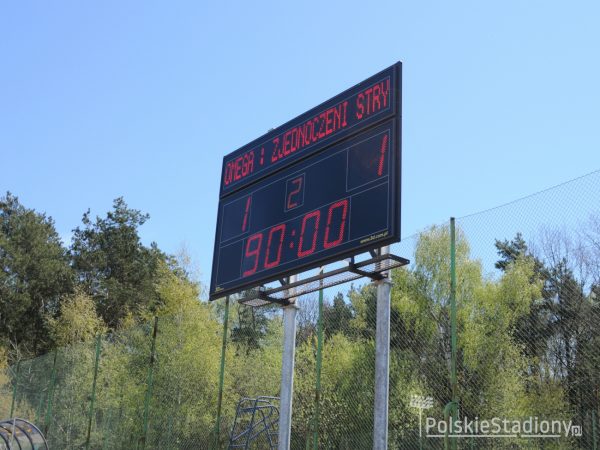 OMEGA : ZJEDNOCZENI STRY
1 2 1
90:00
PolskieStadiony.pl